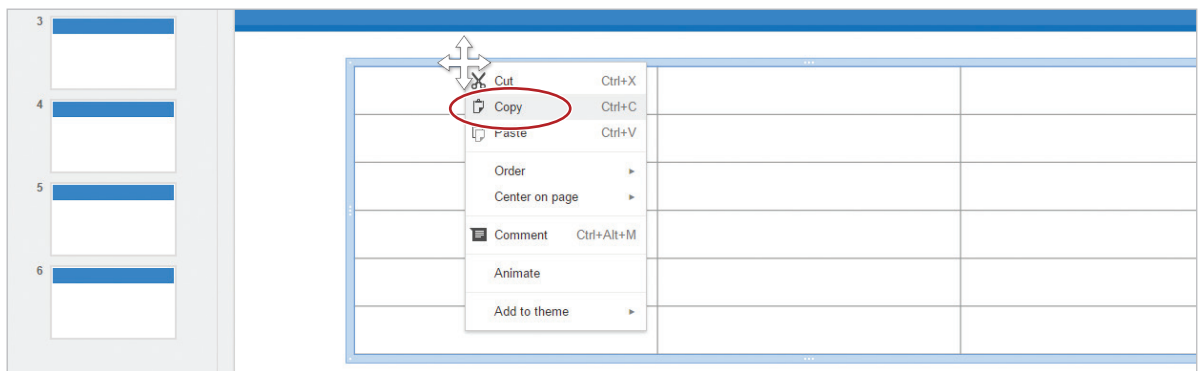 3
4
5
6
Cut Ctrl+X
Copy Ctrl+C
Paste Ctrl+V
Order
Center on page
Comment Ctrl+Alt+M
Animate
Add to theme